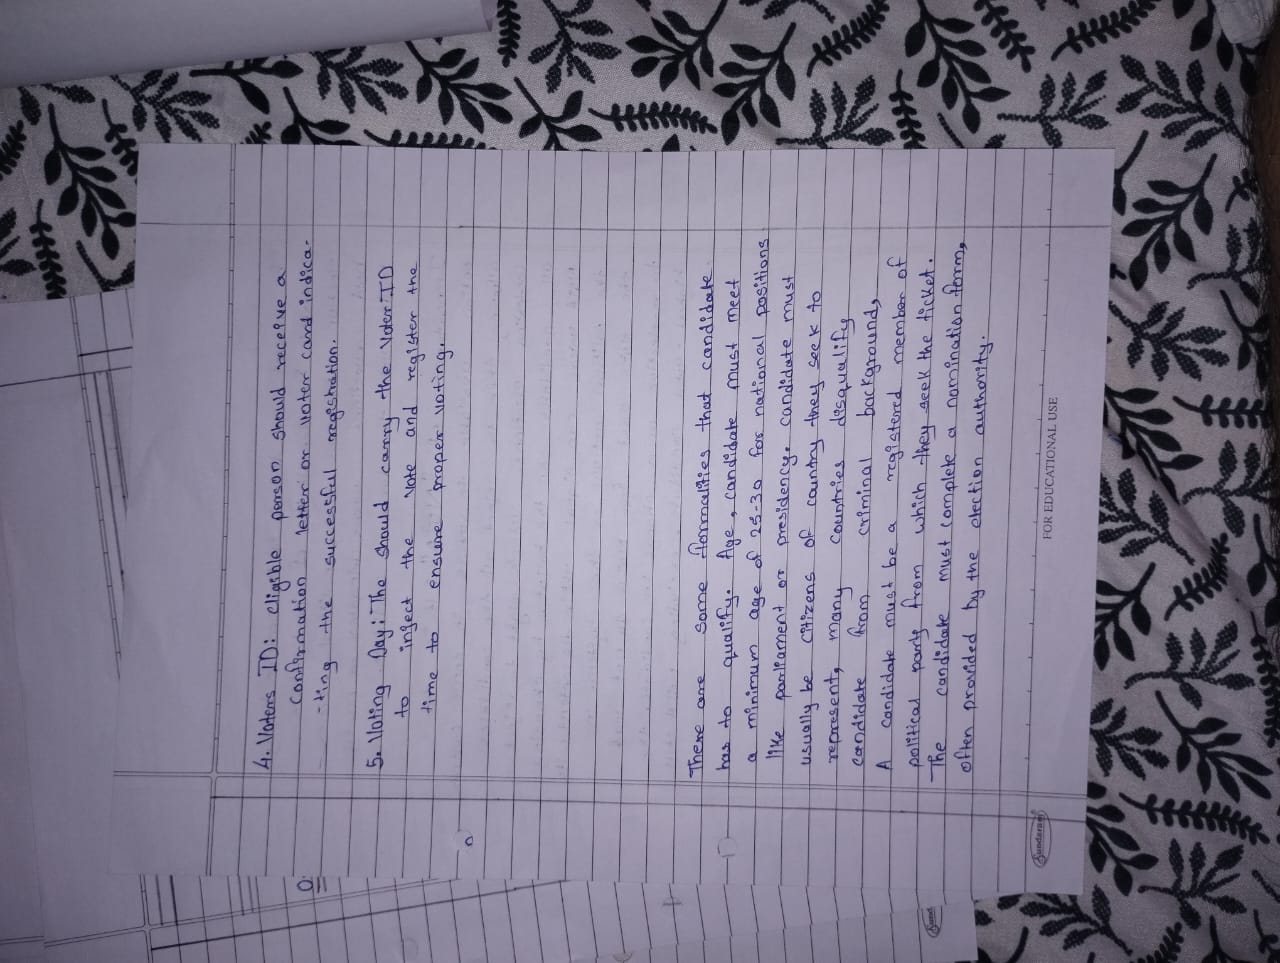 4. Voters ID: eligible person should receive a
confirmation letter or voter card indica-
-ting the successful registration.
5. Voting Day: The should carry the Voter ID
to inject the vote and register the
time to ensure proper voting.
There are some formalities that candidate
has to qualify. Age, candidate must meet
a minimum age of 25-30 for national positions
like parliament or presidency. candidate must
usually be citizens of country they seek to
represent, many countries disqualify
candidate from criminal background,
A candidate must be a registered member of
political party from which they seek the ticket.
The candidate must complete a nomination form,
often provided by the election authority.
Sundaram
FOR EDUCATIONAL USE